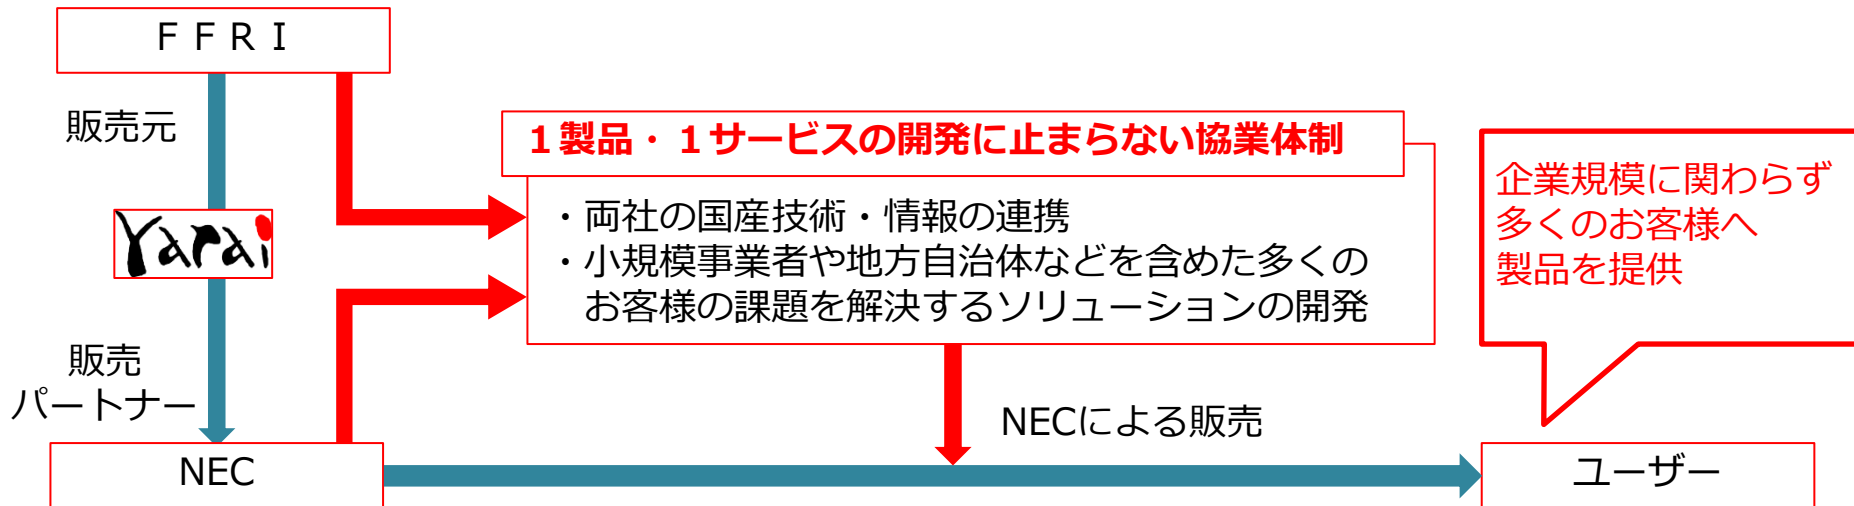 ＦＦＲＩ
販売元
yarai
販売
パートナー
NEC
１製品・１サービスの開発に止まらない協業体制
・両社の国産技術・情報の連携
・小規模事業者や地方自治体などを含めた多くの
お客様の課題を解決するソリューションの開発
NECによる販売
企業規模に関わらず
多くのお客様へ
製品を提供
ユーザー